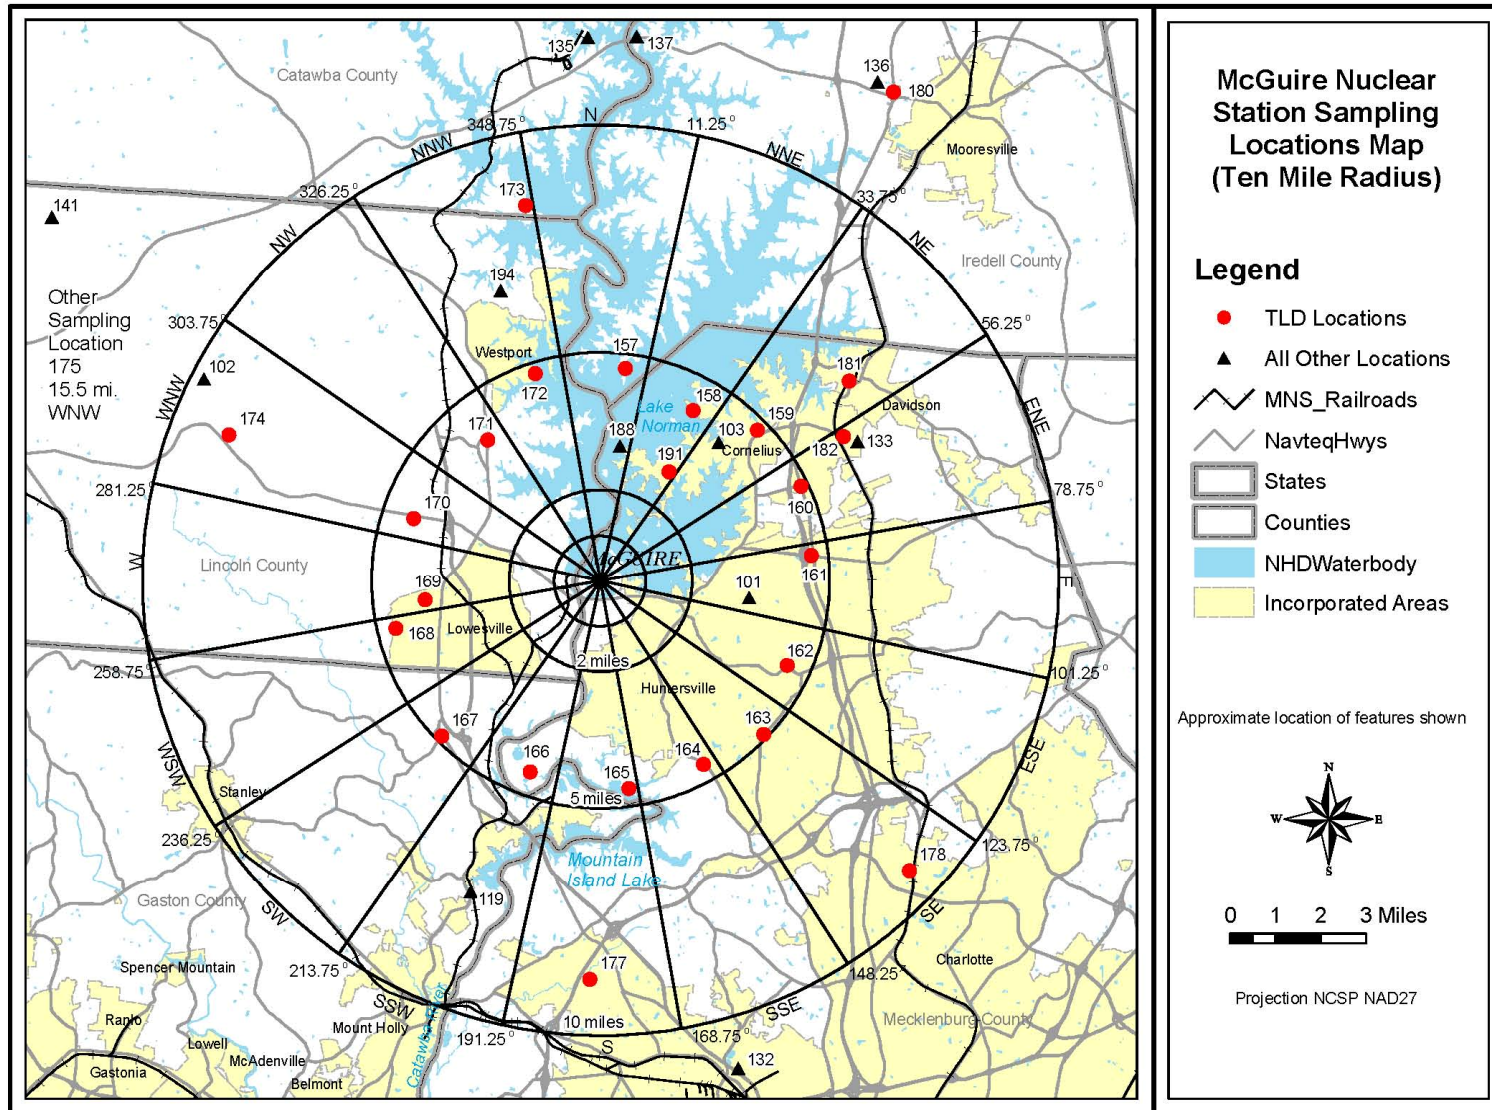 135
137
136
180
Catawba County
Mooresville
N
348.75 °
11.25 °
NNW
NNE
326.25 °
33.75 °
173
141
NW
NE
Iredell County
194
Other
Sampling
Location
175
15.5 mi.
WNW
303.75 °
56.25 °
Westport
157
172
181
102
WNW
158
Lake
Norman
159
Davidson
ENE
174
171
188
103
Cornelius
182
133
191
281.25 °
78.75 °
160
170
McGUIRE
W
161
E
Lincoln County
169
101
168
Lowesville
162
2 miles
258.75 °
101.25 °
Huntersville
167
163
166
164
165
5 miles
WSW
ESE
Stanley
236.25 °
123.75 °
Mountain
Island Lake
178
119
Gaston County
SW
SE
177
213.75 °
148.25 °
Charlotte
Spencer Mountain
SSW
SSE
10 miles
Mecklenburg County
Ranlo
Mount Holly
191.25 °
168.75 °
S
Lowell
McAdenville
Catawba River
132
Gastonia
Belmont
McGuire Nuclear
Station Sampling
Locations Map
(Ten Mile Radius)
Legend
TLD Locations
All Other Locations
MNS_Railroads
NavteqHwys
States
Counties
NHDWaterbody
Incorporated Areas
Approximate location of features shown
N
W
E
S
0 1 2 3 Miles
Projection NCSP NAD27